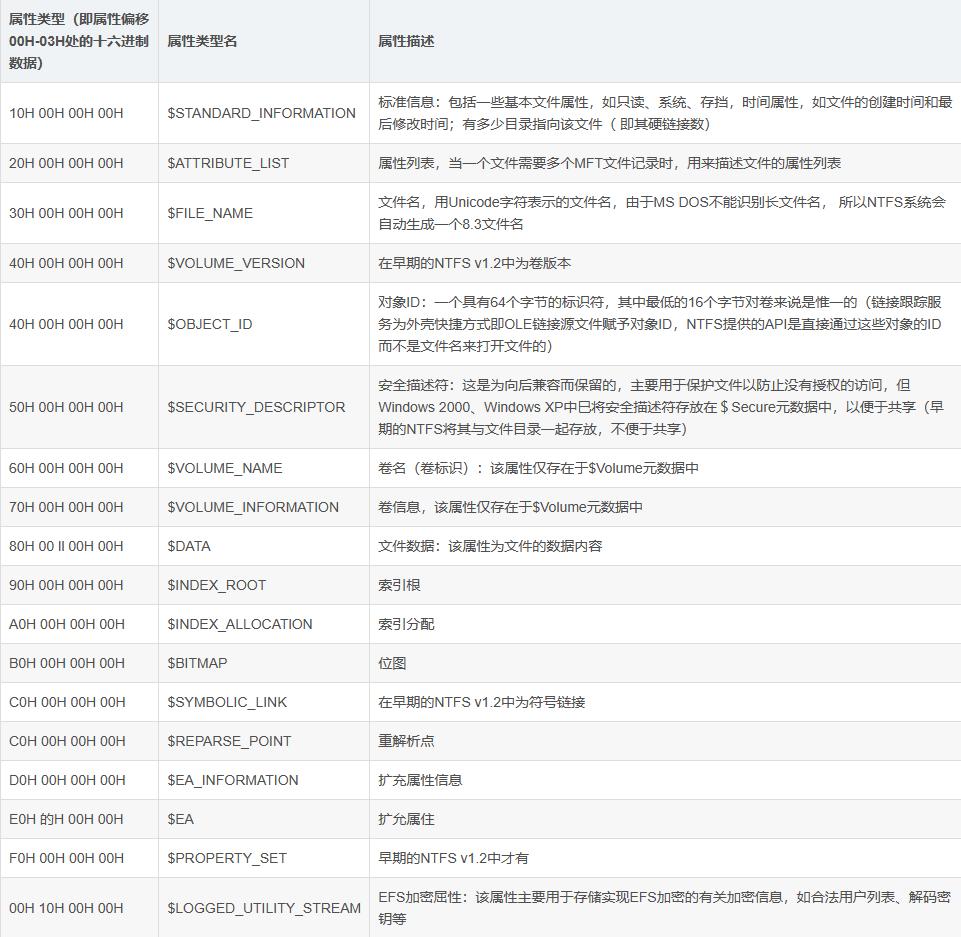 属性类型（即属性偏移
00H-03H处的十六进制
数据）
属性类型名
属性描述
10H 00H 00H 00H
$STANDARD_INFORMATION
标准信息：包括一些基本文件属性，如只读、系统、存挡，时间属性，如文件的创建时间和最
后修改时间；有多少目录指向该文件（ 即其硬链接数）
20H 00H 00H 00H
$ATTRIBUTE_LIST
属性列表，当一个文件需要多个MFT文件记录时，用来描述文件的属性列表
30H 00H 00H 00H
$FILE_NAME
文件名，用Unicode字符表示的文件名，由于MS DOS不能识别长文件名， 所以NTFS系统会
自动生成一个8.3文件名
40H 00H 00H 00H
$VOLUME_VERSION
在早期的NTFS v1.2中为卷版本
40H 00H 00H 00H
$OBJECT_ID
对象ID：一个具有64个字节的标识符，其中最低的16个字节对卷来说是惟一的（链接跟踪服
务为外壳快捷方式即OLE链接源文件赋予对象ID，NTFS提供的API是直接通过这些对象的ID
而不是文件名来打开文件的）
50H 00H 00H 00H
$SECURITY_DESCRIPTOR
安全描述符：这是为向后兼容而保留的，主要用于保护文件以防止没有授权的访问，但
Windows 2000、Windows XP中巳将安全描述符存放在＄Secure元数据中，以便于共享（早
期的NTFS将其与文件目录一起存放，不便于共享）
60H 00H 00H 00H
$VOLUME_NAME
卷名（卷标识）：该属性仅存在于$Volume元数据中
70H 00H 00H 00H
$VOLUME_INFORMATION
卷信息，该属性仅存在于$Volume元数据中
80H 00 II 00H 00H
$DATA
文件数据：该属性为文件的数据内容
90H 00H 00H 00H
$INDEX_ROOT
索引根
A0H 00H 00H 00H
$INDEX_ALLOCATION
索引分配
B0H 00H 00H 00H
$BITMAP
位图
C0H 00H 00H 00H
$SYMBOLIC_LINK
在早期的NTFS v1.2中为符号链接
C0H 00H 00H 00H
$REPARSE_POINT
重解析点
D0H 00H 00H 00H
$EA_INFORMATION
扩充属性信息
E0H 的H 00H 00H
$EA
扩允属住
F0H 00H 00H 00H
$PROPERTY_SET
早期的NTFS v1.2中才有
00H 10H 00H 00H
$LOGGED_UTILITY_STREAM
EFS加密屈性：该属性主要用于存储实现EFS加密的有关加密信息，如合法用户列表、解码密
钥等